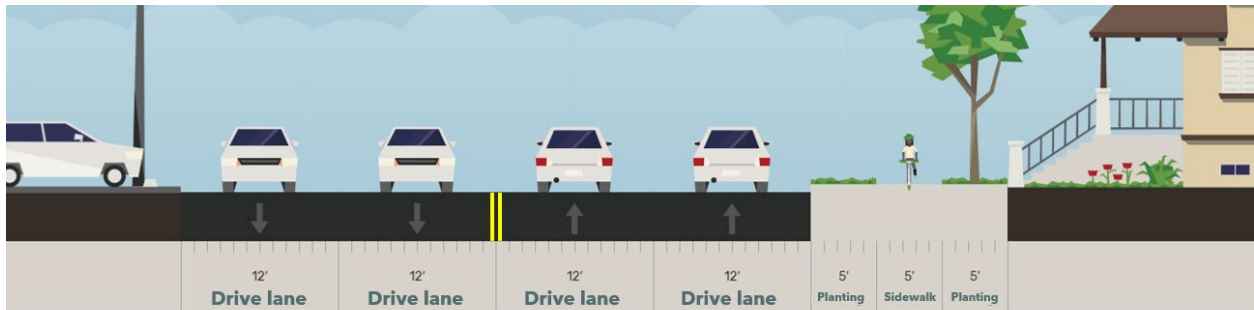 12′ 12′ 12′ 12′ 5′ 5′ 5′
Drive lane Drive lane Drive lane Drive lane Planting Sidewalk Planting